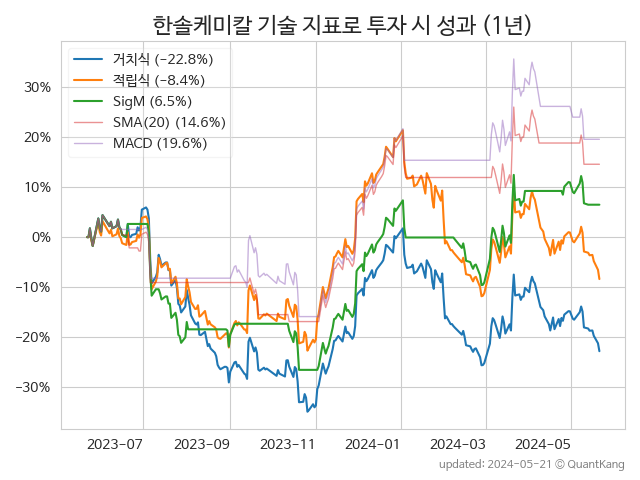 한솔케미칼 기술 지표로 투자 시 성과 (1년)
거치식 (−22.8%)
적립식 (−8.4%)
SigM (6.5%)
SMA(20) (14.6%)
MACD (19.6%)
30%
20%
10%
0%
−10%
−20%
−30%
2023-07 2023-09 2023-11 2024-01 2024-03 2024-05
updated: 2024-05-21 © QuantKang